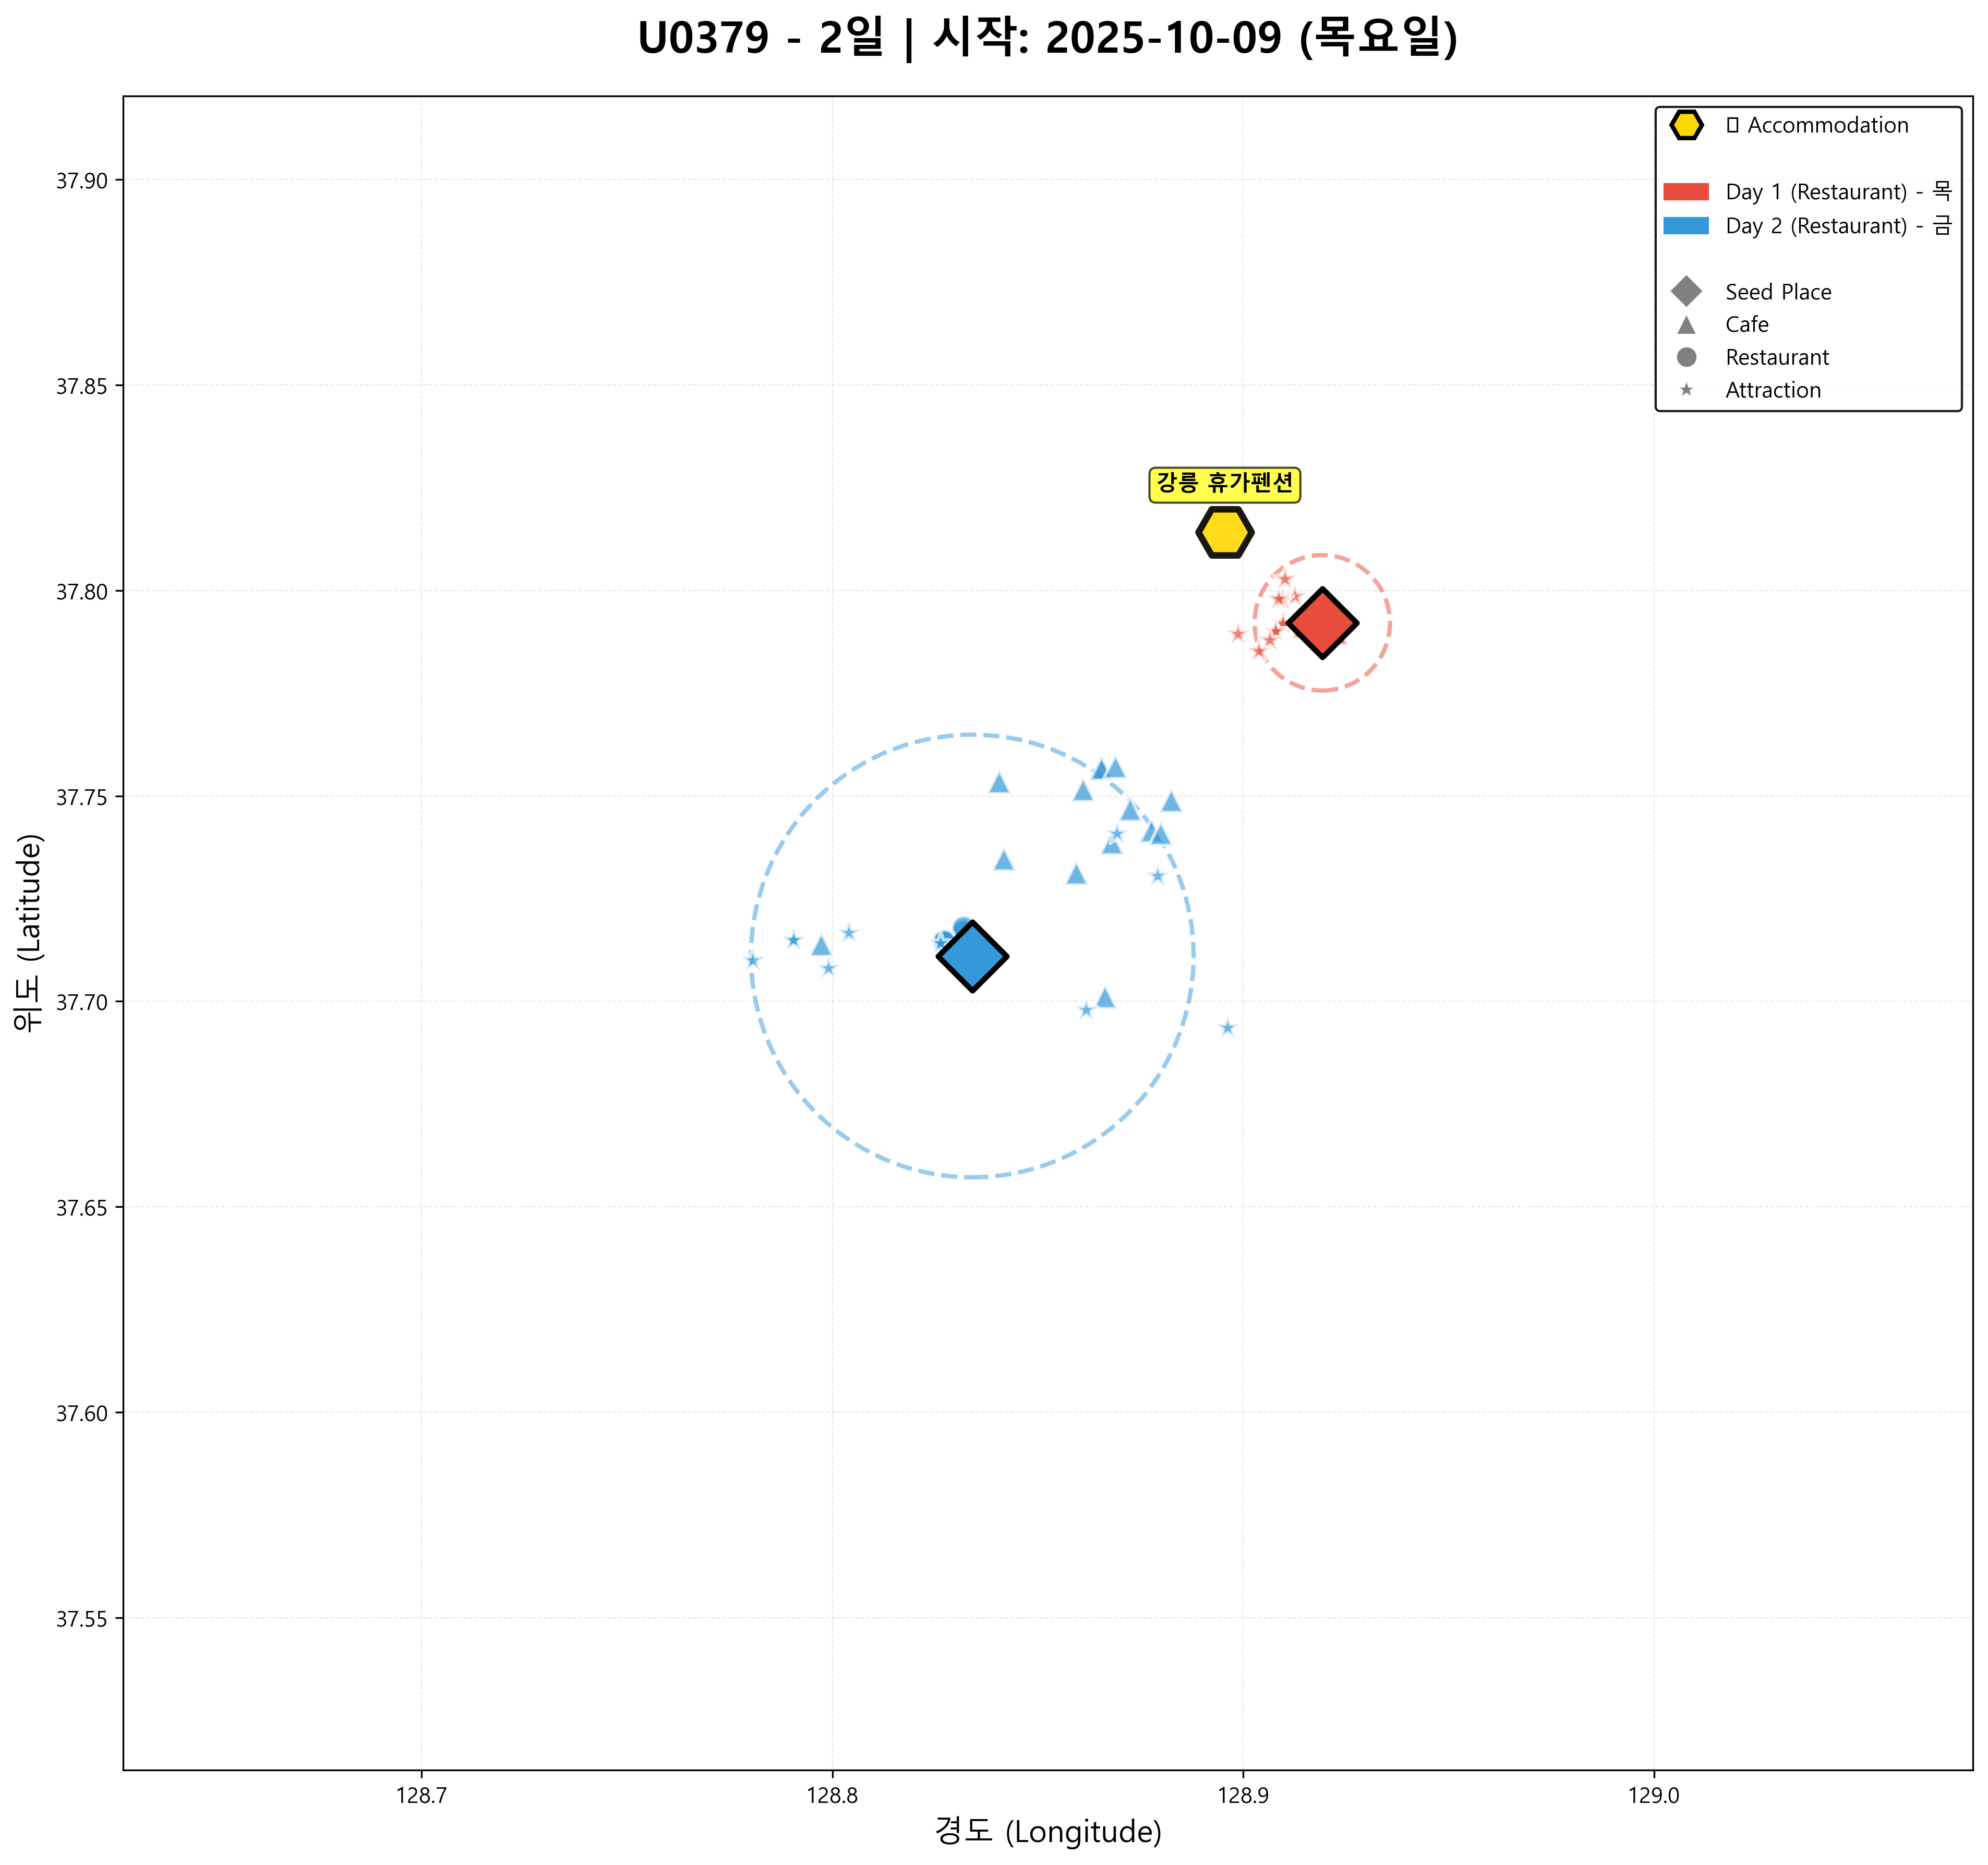 U0379 - 2일 | 시작: 2025-10-09 (목요일)
Accommodation
Day 1 (Restaurant) - 목
Day 2 (Restaurant) - 금
Seed Place
Cafe
Restaurant
Attraction
강릉 휴가펜션
37.90
37.85
37.80
37.75
37.70
37.65
37.60
37.55
위도 (Latitude)
128.7
128.8
128.9
129.0
경도 (Longitude)